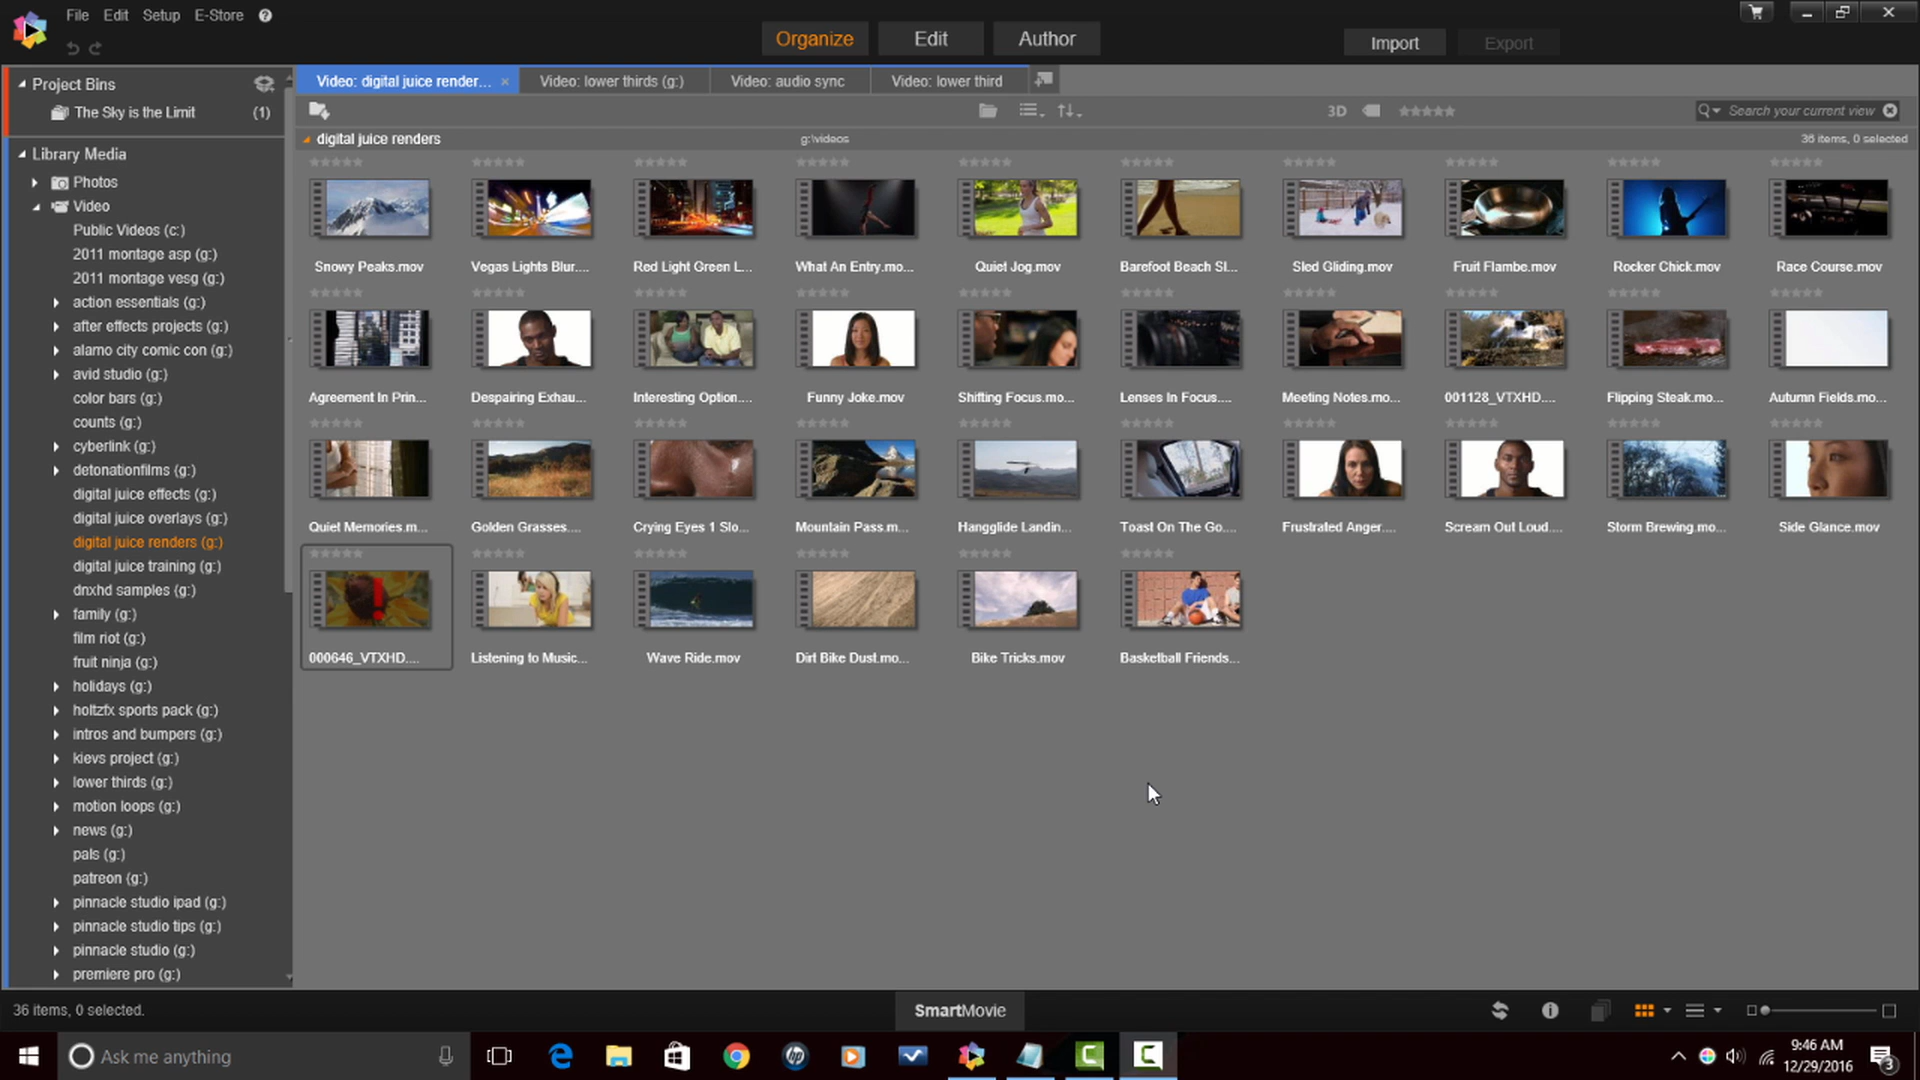 File Edit Setup E-Store ?
Organize Edit Author
Import Export
Project Bins
The Sky is the Limit (1)
Library Media
Photos
Video
Public Videos (c:)
2011 montage asp (g:)
2011 montage vesg (g:)
action essentials (g:)
after effects projects (g:)
alamo city comic con (g:)
avid studio (g:)
color bars (g:)
counts (g:)
cyberlink (g:)
detonationfilms (g:)
digital juice effects (g:)
digital juice overlays (g:)
digital juice renders (g:)
digital juice training (g:)
dnxhd samples (g:)
family (g:)
film riot (g:)
fruit ninja (g:)
holidays (g:)
holtzfx sports pack (g:)
intros and bumpers (g:)
kievs project (g:)
lower thirds (g:)
motion loops (g:)
news (g:)
pals (g:)
patreon (g:)
pinnacle studio ipad (g:)
pinnacle studio tips (g:)
pinnacle studio (g:)
premiere pro (g:)
Video: digital juice render... × Video: lower thirds (g:) Video: audio sync Video: lower third
3D Search your current view
digital juice renders g:\videos 36 items, 0 selected
Snowy Peaks.mov Vegas Lights Blur.... Red Light Green L... What An Entry.mo... Quiet Jog.mov Barefoot Beach Sl... Sled Gliding.mov Fruit Flambe.mov Rocker Chick.mov Race Course.mov
Agreement In Prin... Despairing Exhau... Interesting Option.... Funny Joke.mov Shifting Focus.mo... Lenses In Focus.... Meeting Notes.mo... 001128_VTXHD.... Flipping Steak.mo... Autumn Fields.mo...
Quiet Memories.m... Golden Grasses.... Crying Eyes 1 Slo... Mountain Pass.m... Hangglide Landin... Toast On The Go.... Frustrated Anger.... Scream Out Loud.... Storm Brewing.mo... Side Glance.mov
000646_VTXHD.... Listening to Music... Wave Ride.mov Dirt Bike Dust.mo... Bike Tricks.mov Basketball Friends...
36 items, 0 selected.
SmartMovie
Ask me anything
hp
9:46 AM
12/29/2016
3